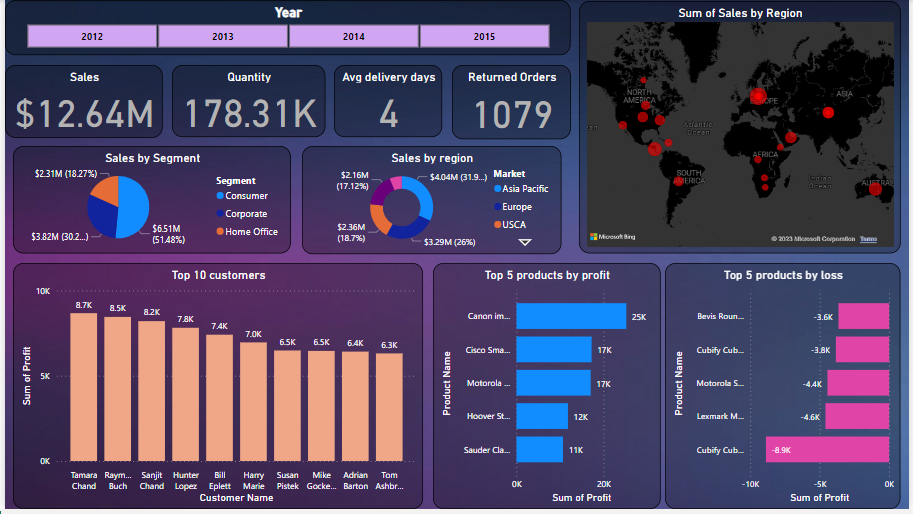 Year
2012 2013 2014 2015
Sales
$12.64M
Quantity
178.31K
Avg delivery days
4
Returned Orders
1079
Sum of Sales by Region
NORTH
AMERICA
EUROPE
ASIA
Atlantic
Ocean
AFRICA
SOUTH
AMERICA
Indian
Ocean
AUSTRAL
Microsoft Bing
© 2023 Microsoft Corporation Terms
Sales by Segment
$2.31M (18.27%)
$3.82M (30.2...)
$6.51M
(51.48%)
Segment
Consumer
Corporate
Home Office
Sales by region
$2.16M
(17.12%)
$4.04M (31.9...)
$2.36M
(18.7%)
$3.29M (26%)
Market
Asia Pacific
Europe
USCA
Top 10 customers
Sum of Profit
10K
5K
0K
8.7K
8.5K
8.2K
7.8K
7.4K
7.0K
6.5K
6.5K
6.4K
6.3K
Tamara
Chand
Raym...
Buch
Sanjit
Chand
Hunter
Lopez
Bill
Eplett
Harry
Marie
Susan
Pistek
Mike
Gocke...
Adrian
Barton
Tom
Ashbr...
Customer Name
Top 5 products by profit
Product Name
Canon im... 25K
Cisco Sma... 17K
Motorola ... 17K
Hoover St... 12K
Sauder Cla... 11K
0K 20K
Sum of Profit
Top 5 products by loss
Product Name
Bevis Roun... -3.6K
Cubify Cub... -3.8K
Motorola S... -4.4K
Lexmark M... -4.6K
Cubify Cub... -8.9K
-10K -5K 0K
Sum of Profit